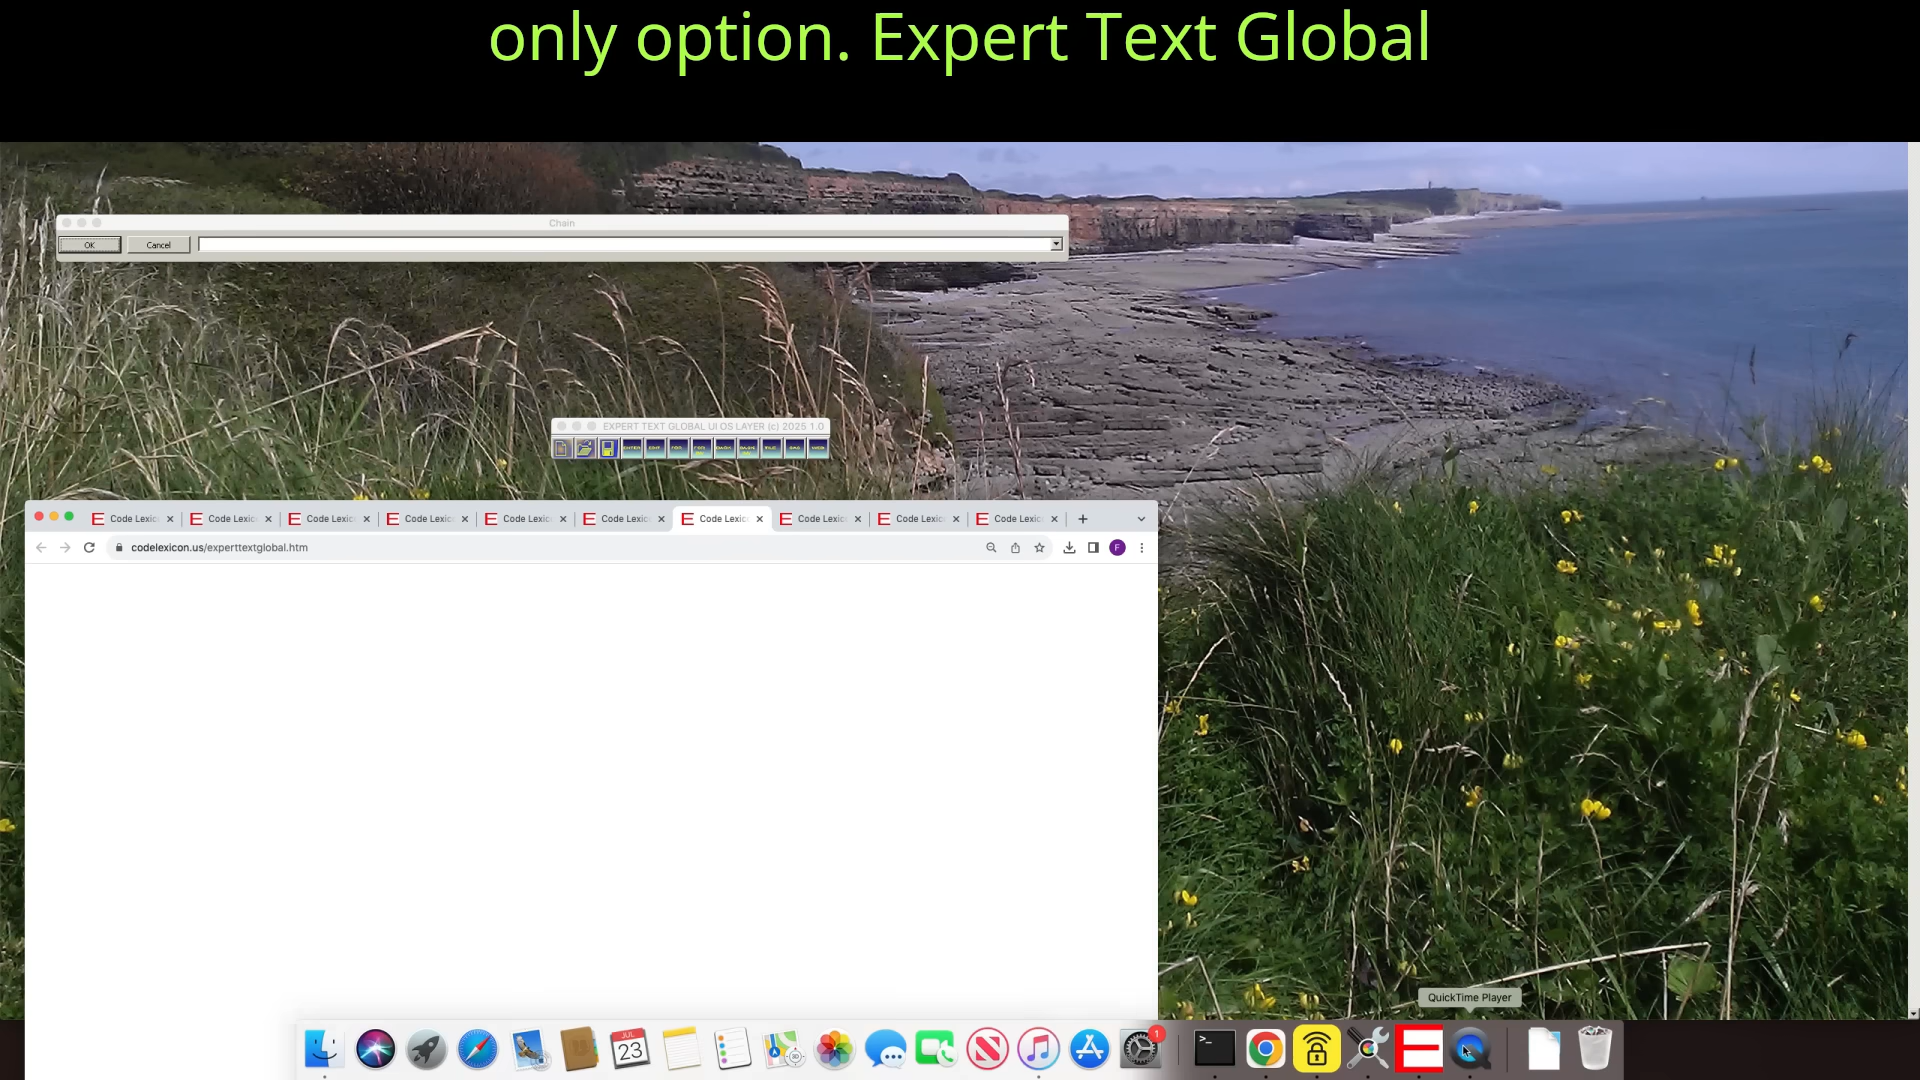 only option. Expert Text Global
Chain
OK Cancel
EXPERT TEXT GLOBAL UI OS LAYER (c) 2025 1.0
Code Lexic Code Lexic Code Lexic Code Lexic Code Lexic Code Lexic Code Lexic Code Lexic Code Lexic Code Lexic
codelexicon.us/experttextglobal.htm
F
QuickTime Player
JUL
23
1